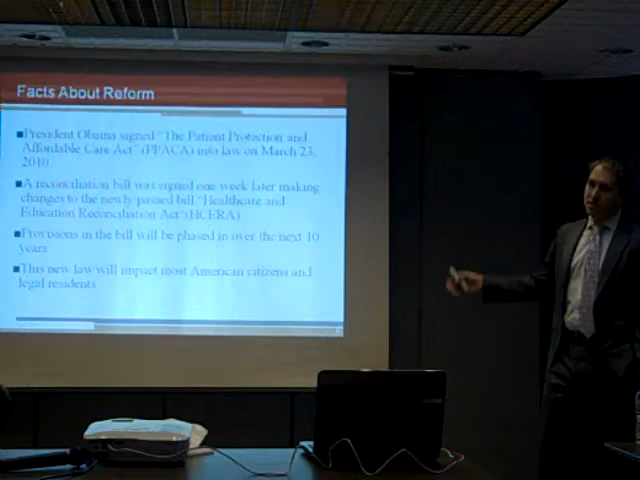 Facts About Reform
■President Obama signed "The Patient Protection and
Affordable Care Act" (PPACA) into law on March 23,
2010
■A reconciliation bill was signed one week later making
changes to the newly passed bill "Healthcare and
Education Reconciliation Act"(HCERA)
■Provisions in the bill will be phased in over the next 10
years
■This new law will impact most American citizens and
legal residents